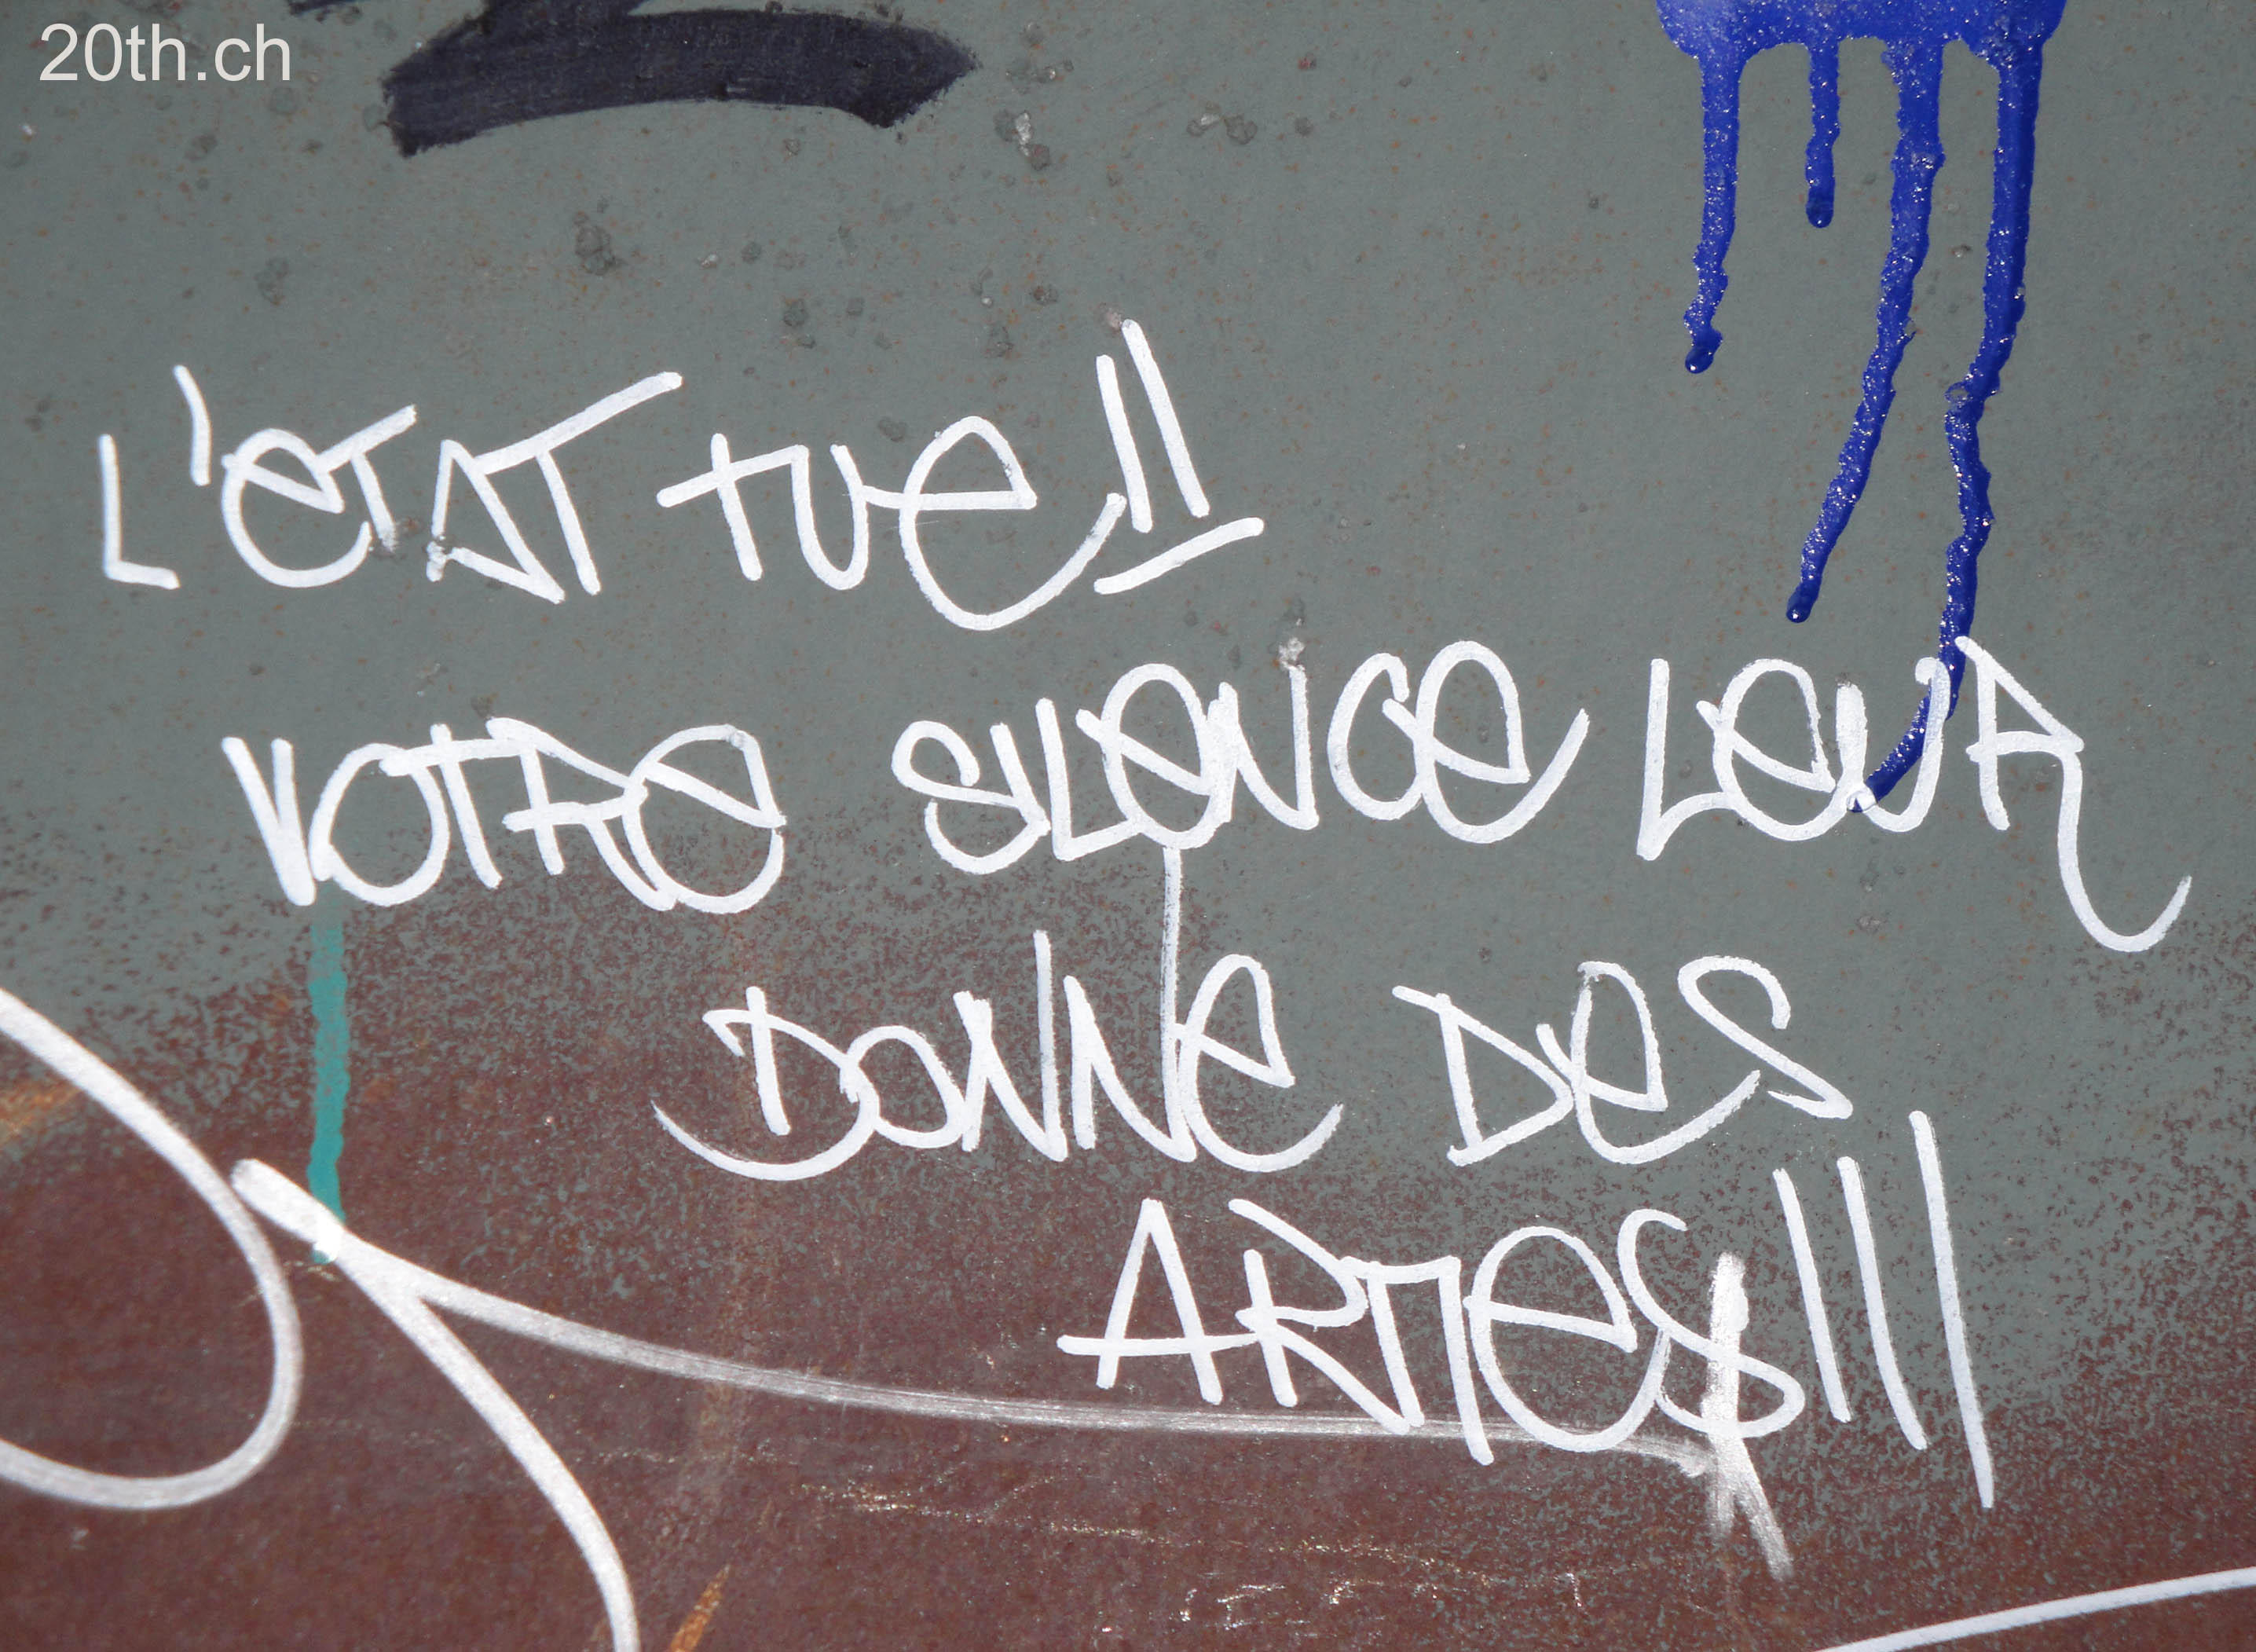 20th.ch
L'ETAT TUE!!
VOTRE SILENCE LEUR
DONNE DES
ARMES!!!